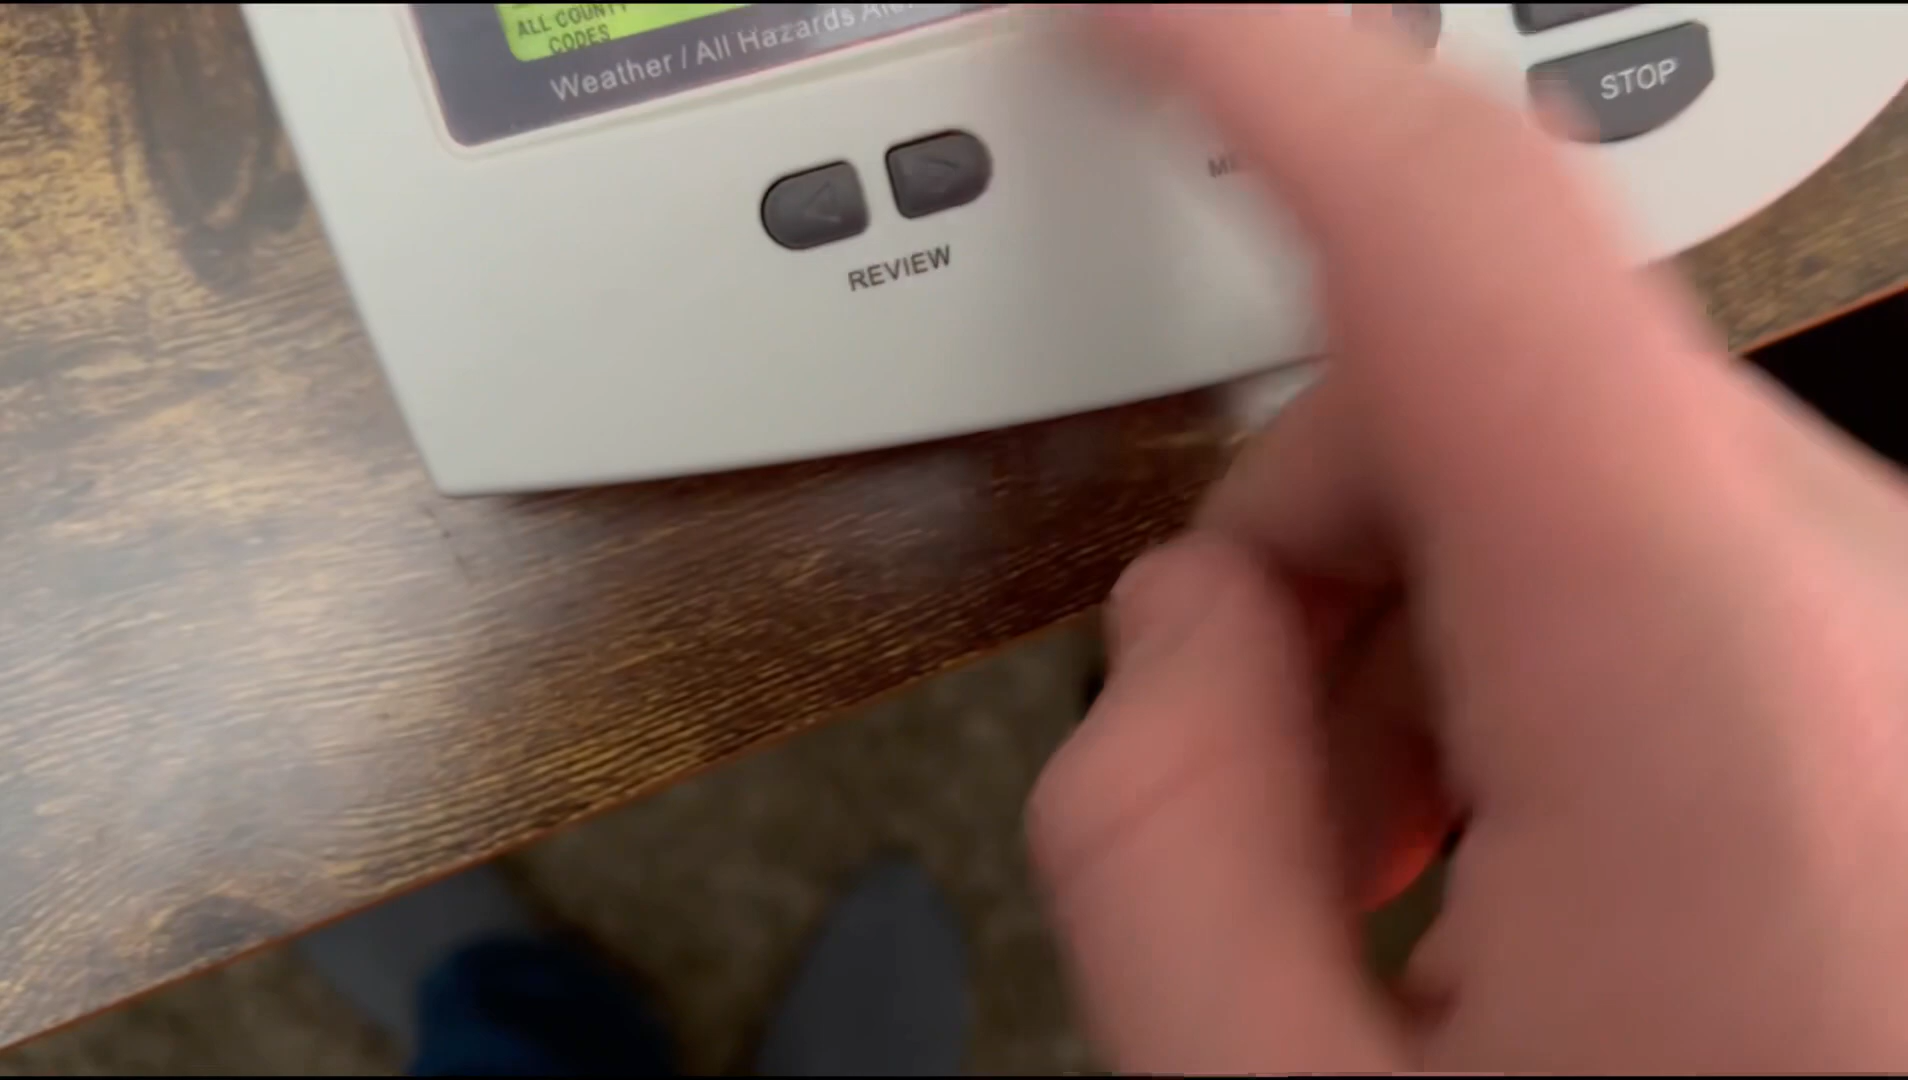 ALL COUNTY
CODES
Weather / All Hazards
STOP
REVIEW